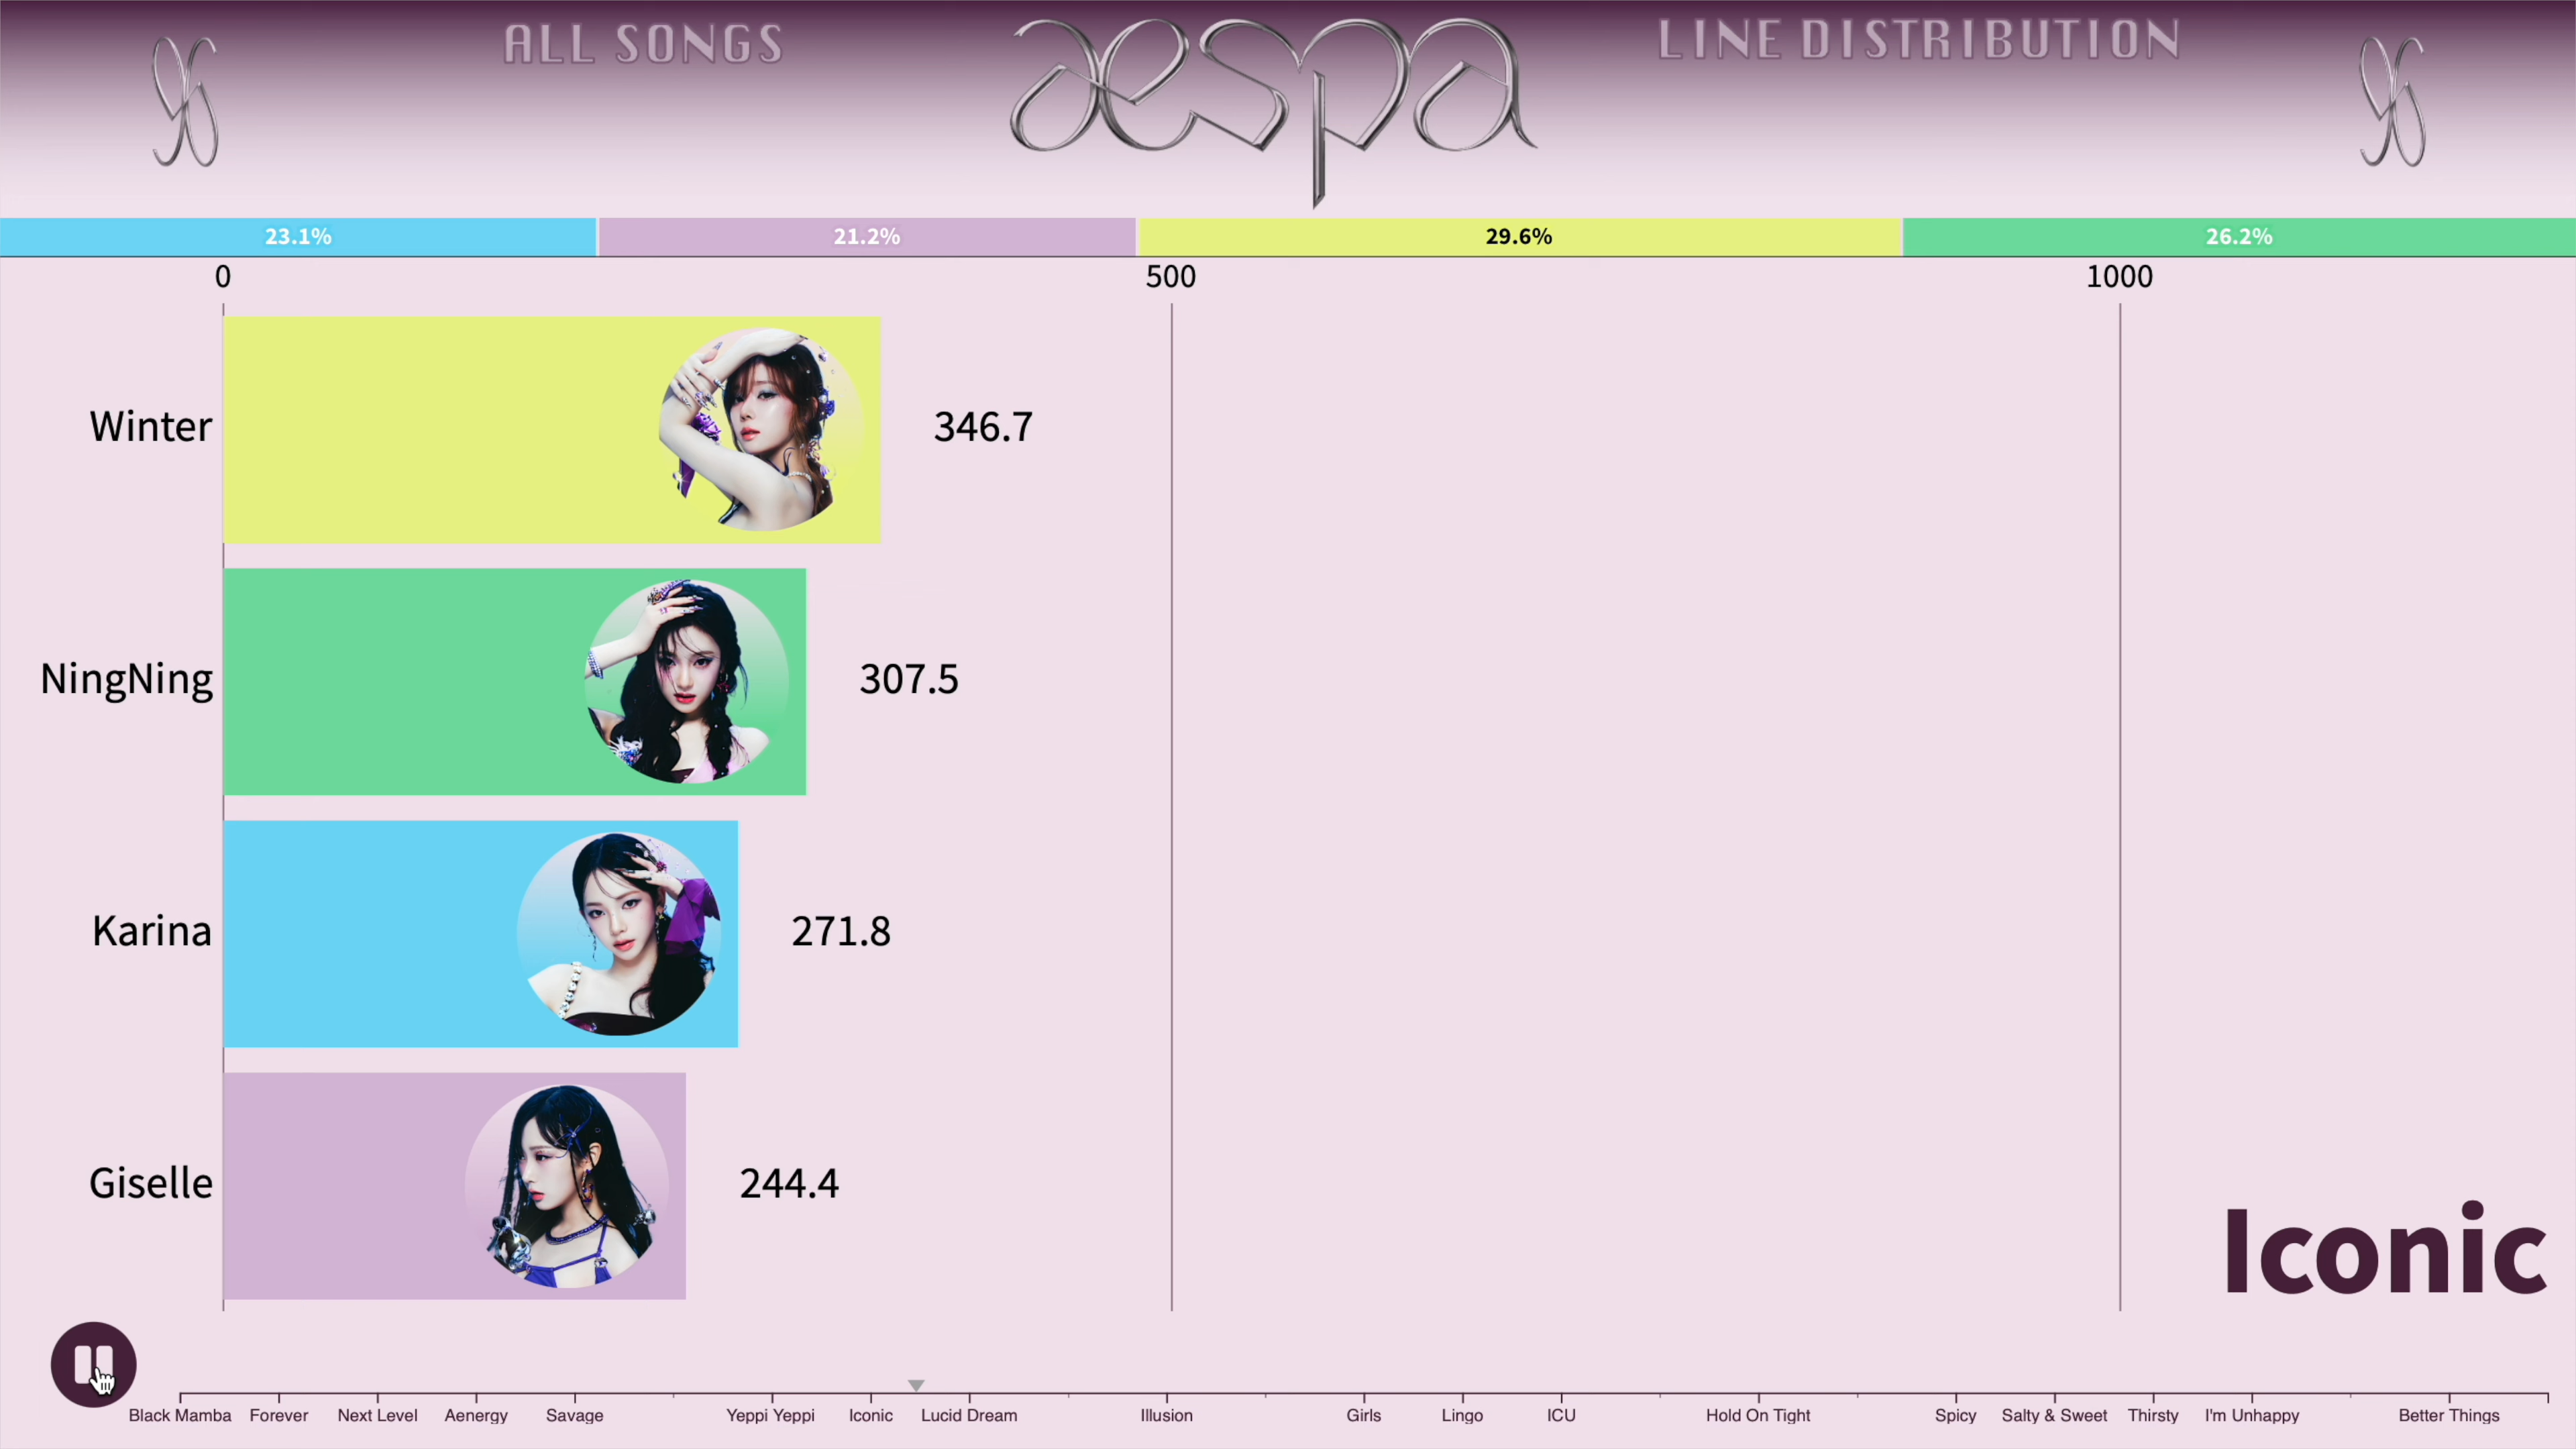 ALL SONGS
aespa
LINE DISTRIBUTION
23.1%
21.2%
29.6%
26.2%
0
500
1000
Winter
346.7
NingNing
307.5
Karina
271.8
Giselle
244.4
Iconic
Black Mamba
Forever
Next Level
Aenergy
Savage
Yeppi Yeppi
Iconic
Lucid Dream
Illusion
Girls
Lingo
ICU
Hold On Tight
Spicy
Salty & Sweet
Thirsty
I'm Unhappy
Better Things